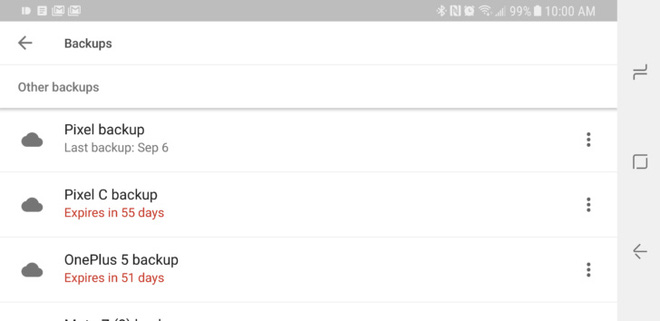 99% 10:00 AM
Backups
Other backups
Pixel backup
Last backup: Sep 6
Pixel C backup
Expires in 55 days
OnePlus 5 backup
Expires in 51 days